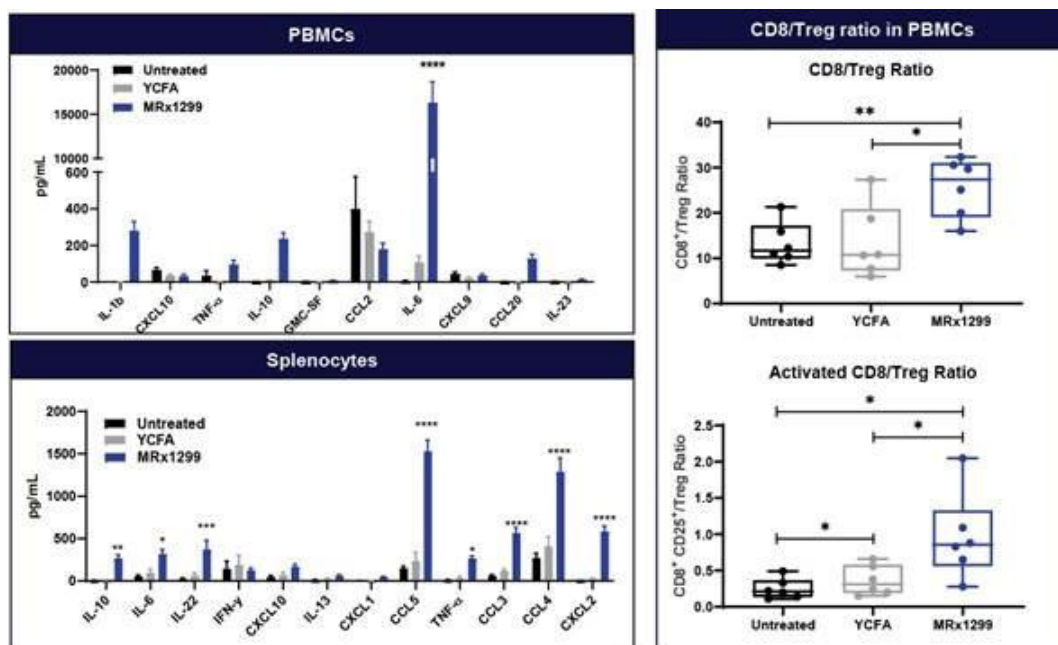 PBMCs
Untreated
YCFA
MRx1299
****
20000
15000
10000
600
400
200
0
pg/mL
IL-1b
CXCL10
TNF-α
IL-10
GMC-SF
CCL2
IL-6
CXCL9
CCL20
IL-23
Splenocytes
Untreated
YCFA
MRx1299
2000
1500
1000
500
0
pg/mL
**
*
***
****
*
****
****
****
IL-10
IL-6
IL-22
IFN-y
CXCL10
IL-13
CXCL1
CCL5
TNF-α
CCL3
CCL4
CXCL2
CD8/Treg ratio in PBMCs
CD8/Treg Ratio
**
*
40
30
20
10
0
CD8⁺/Treg Ratio
Untreated YCFA MRx1299
Activated CD8/Treg Ratio
*
*
*
2.5
2.0
1.5
1.0
0.5
0.0
CD8⁺ CD25⁺/Treg Ratio
Untreated YCFA MRx1299